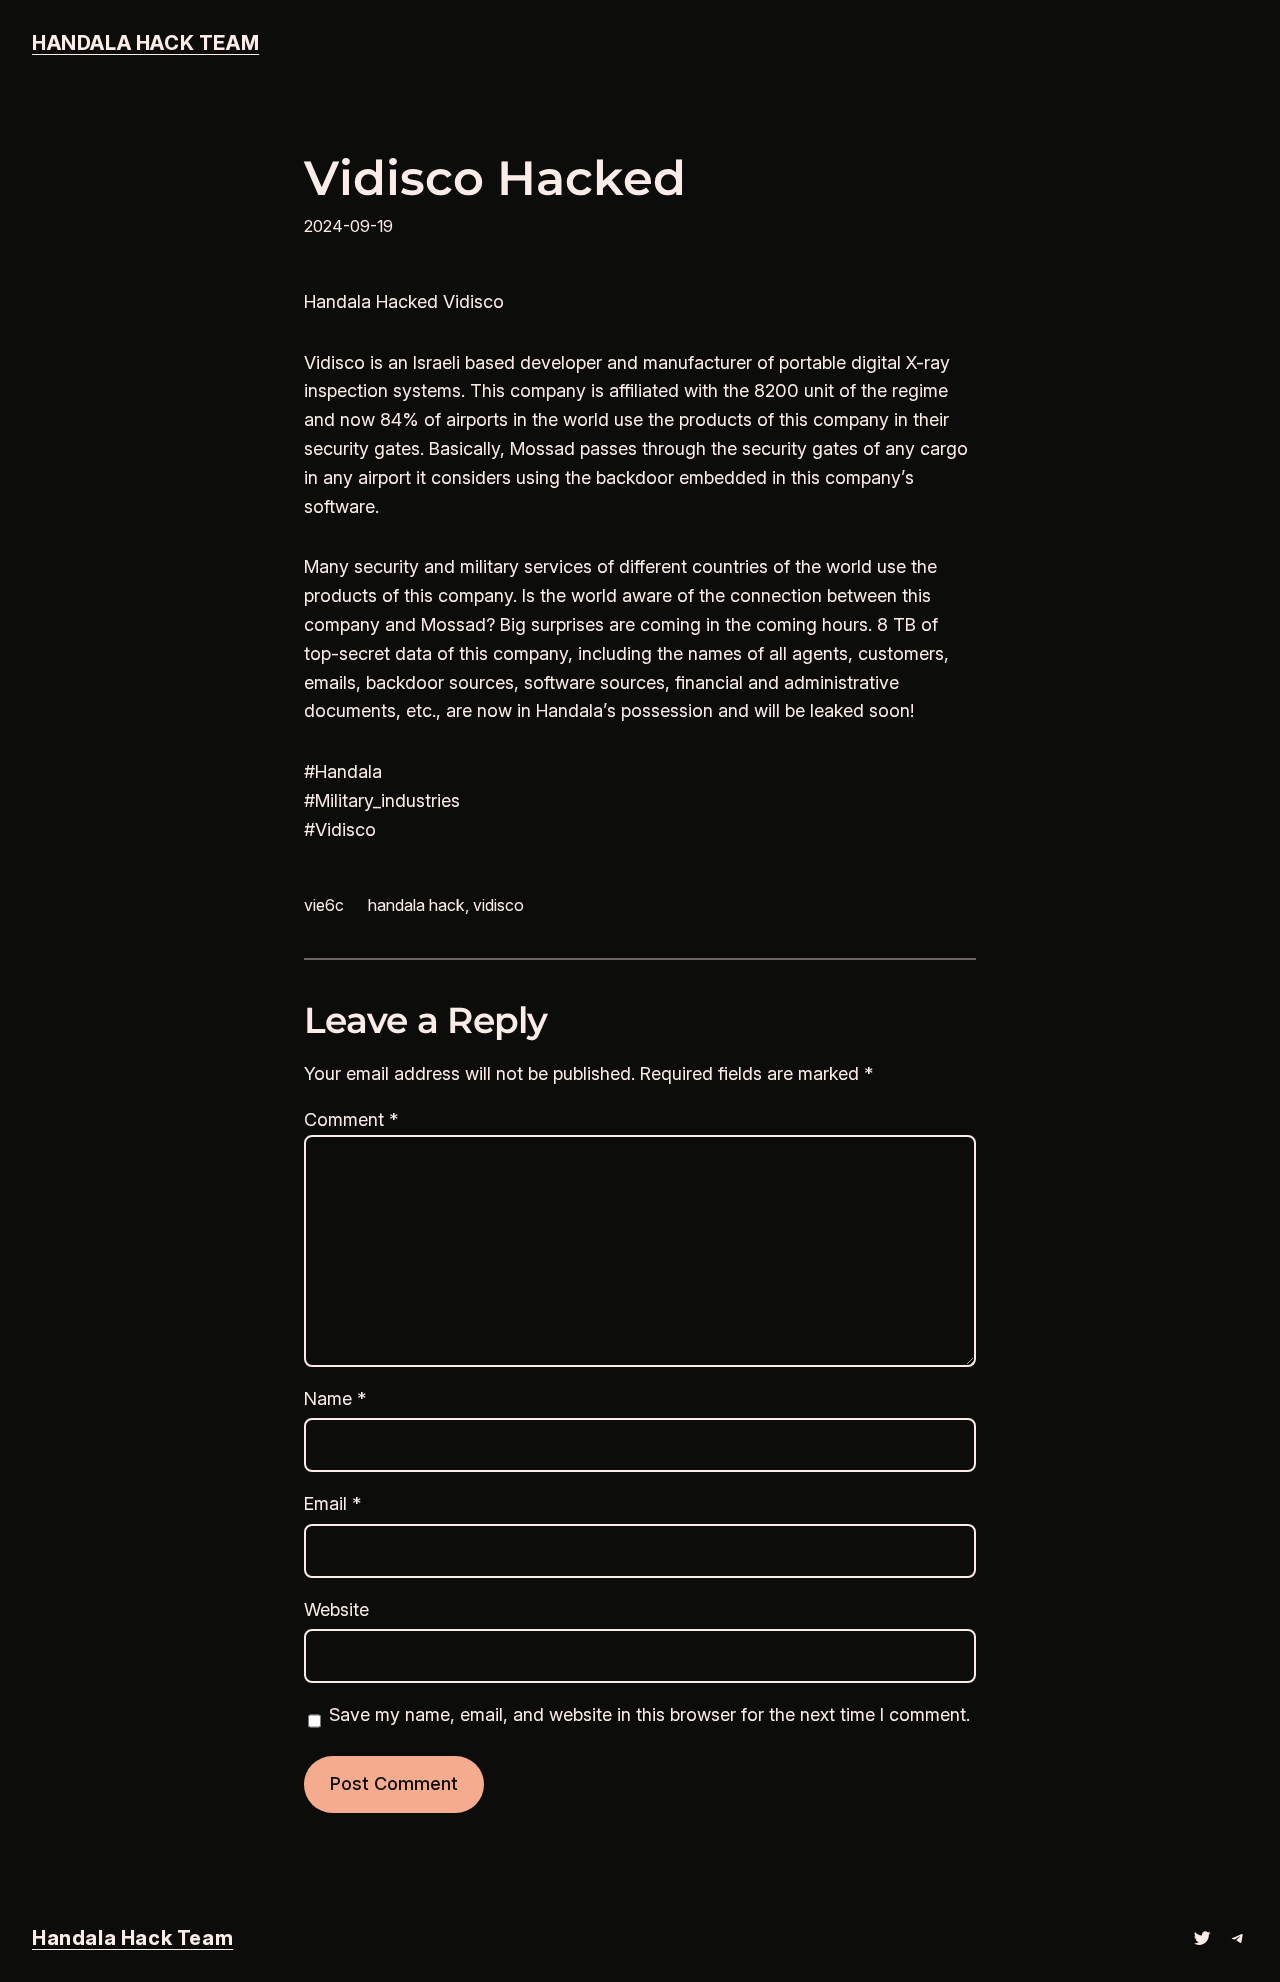 HANDALA HACK TEAM
Vidisco Hacked
2024-09-19
Handala Hacked Vidisco
Vidisco is an Israeli based developer and manufacturer of portable digital X-ray
inspection systems. This company is affiliated with the 8200 unit of the regime
and now 84% of airports in the world use the products of this company in their
security gates. Basically, Mossad passes through the security gates of any cargo
in any airport it considers using the backdoor embedded in this company’s
software.
Many security and military services of different countries of the world use the
products of this company. Is the world aware of the connection between this
company and Mossad? Big surprises are coming in the coming hours. 8 TB of
top-secret data of this company, including the names of all agents, customers,
emails, backdoor sources, software sources, financial and administrative
documents, etc., are now in Handala’s possession and will be leaked soon!
#Handala
#Military_industries
#Vidisco
vie6c handala hack, vidisco
Leave a Reply
Your email address will not be published. Required fields are marked *
Comment *
Name *
Email *
Website
Save my name, email, and website in this browser for the next time I comment.
Post Comment
Handala Hack Team